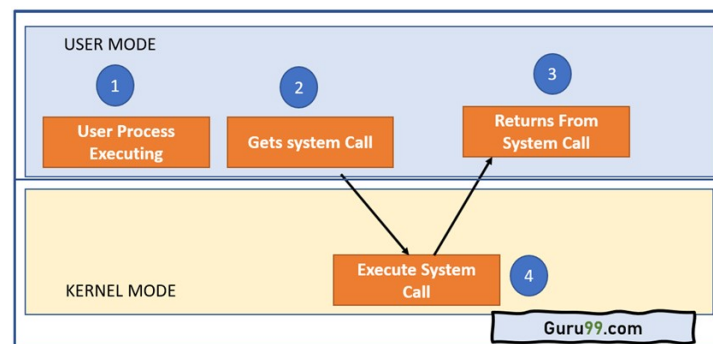 USER MODE
1
2
3
User Process
Executing
Gets system Call
Returns From
System Call
Execute System
Call
4
KERNEL MODE
Guru99.com